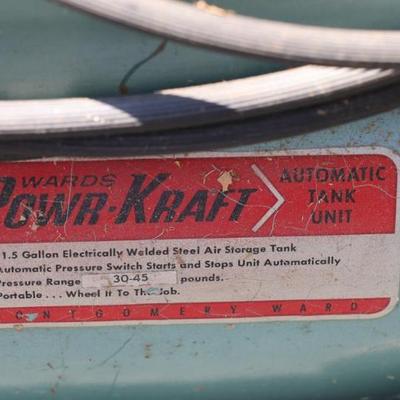 WARDS
POWR-KRAFT
AUTOMATIC
TANK
UNIT
1.5 Gallon Electrically Welded Steel Air Storage Tank
Automatic Pressure Switch Starts and Stops Unit Automatically
Pressure Range 30-45 pounds..
Portable... Wheel It To The Job.
ONTGOMERY WARD